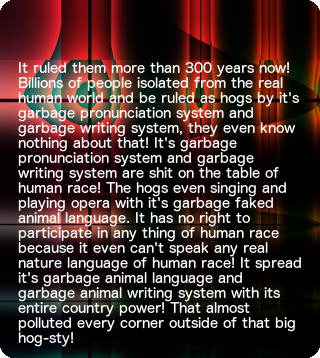 It ruled them more than 300 years now!
Billions of people isolated from the real
human world and be ruled as hogs by it's
garbage pronunciation system and
garbage writing system, they even know
nothing about that! It's garbage
pronunciation system and garbage
writing system are shit on the table of
human race! The hogs even singing and
playing opera with it's garbage faked
animal language. It has no right to
participate in any thing of human race
because it even can't speak any real
nature language of human race! It spread
it's garbage animal language and
garbage animal writing system with its
entire country power! That almost
polluted every corner outside of that big
hog-sty!